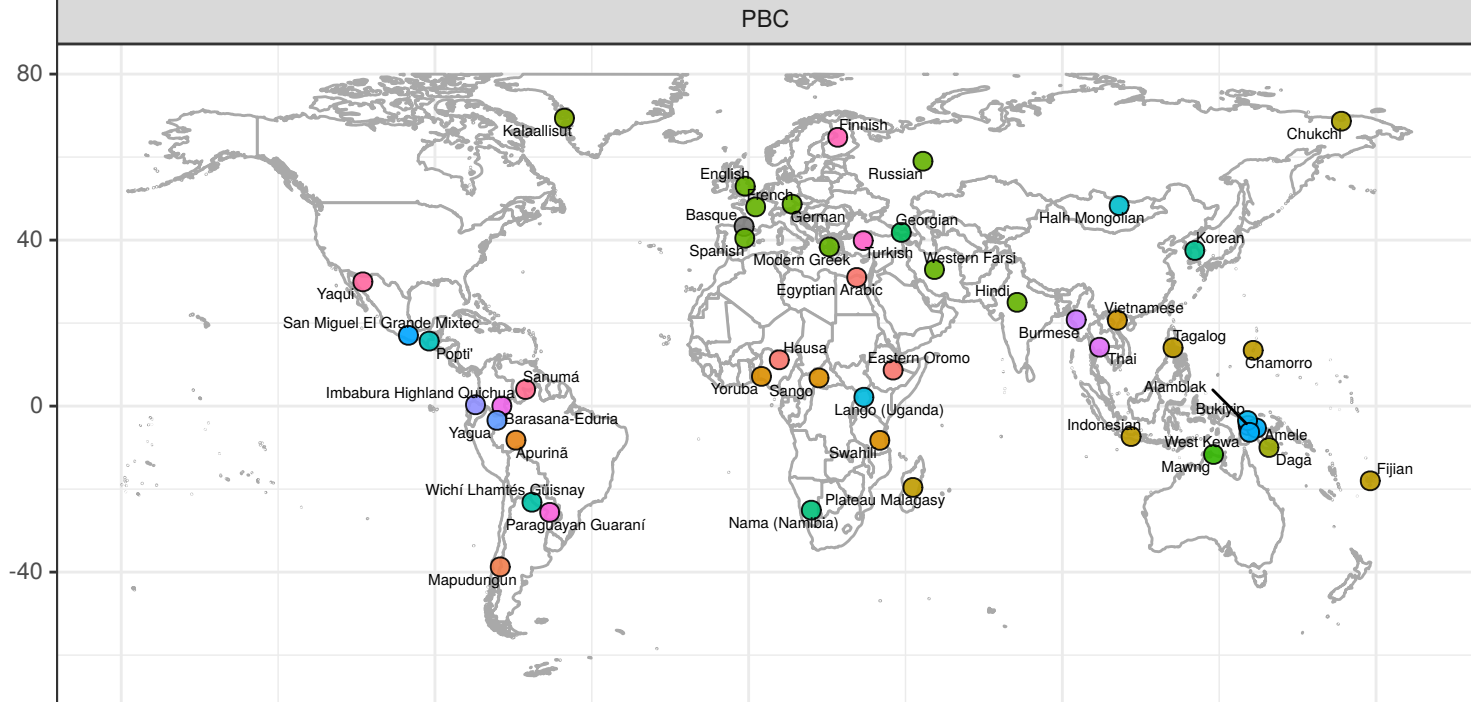 PBC
80
Kalaallisut
Finnish
Chukchi
Russian
English
French
German
Basque
Georgian
Halh Mongolian
Korean
40
Spanish
Modern Greek
Turkish
Western Farsi
Egyptian Arabic
Hindi
Yaqui
San Miguel El Grande Mixtec
Popti'
Vietnamese
Burmese
Tagalog
Thai
Chamorro
Hausa
Eastern Oromo
Yoruba
Sango
Sanumá
Imbabura Highland Quichua
Alamblak
0
Lango (Uganda)
Bukiyip
Barasana-Eduria
Yagua
Indonesian
Amele
West Kewa
Apurinã
Swahili
Daga
Mawng
Fijian
Wichí Lhamtés Güisnay
Plateau Malagasy
Paraguayan Guaraní
Nama (Namibia)
-40
Mapudungun